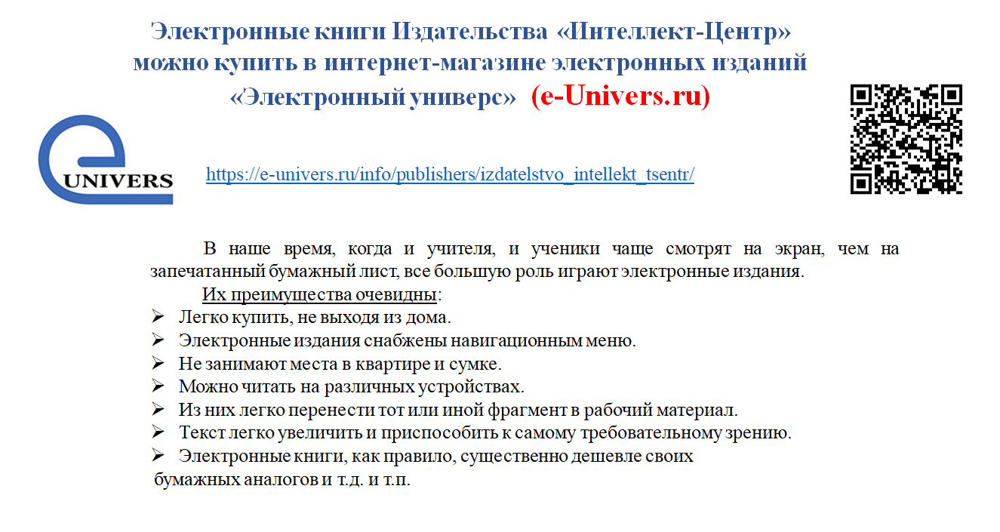 Электронные книги Издательства «Интеллект-Центр»
можно купить в интернет-магазине электронных изданий
«Электронный универс» (e-Univers.ru)
UNIVERS
https://e-univers.ru/info/publishers/izdatelstvo_intellekt_tsentr/
В наше время, когда и учителя, и ученики чаще смотрят на экран, чем на
запечатанный бумажный лист, все большую роль играют электронные издания.
Их преимущества очевидны:
➢ Легко купить, не выходя из дома.
➢ Электронные издания снабжены навигационным меню.
➢ Не занимают места в квартире и сумке.
➢ Можно читать на различных устройствах.
➢ Из них легко перенести тот или иной фрагмент в рабочий материал.
➢ Текст легко увеличить и приспособить к самому требовательному зрению.
➢ Электронные книги, как правило, существенно дешевле своих
бумажных аналогов и т.д. и т.п.